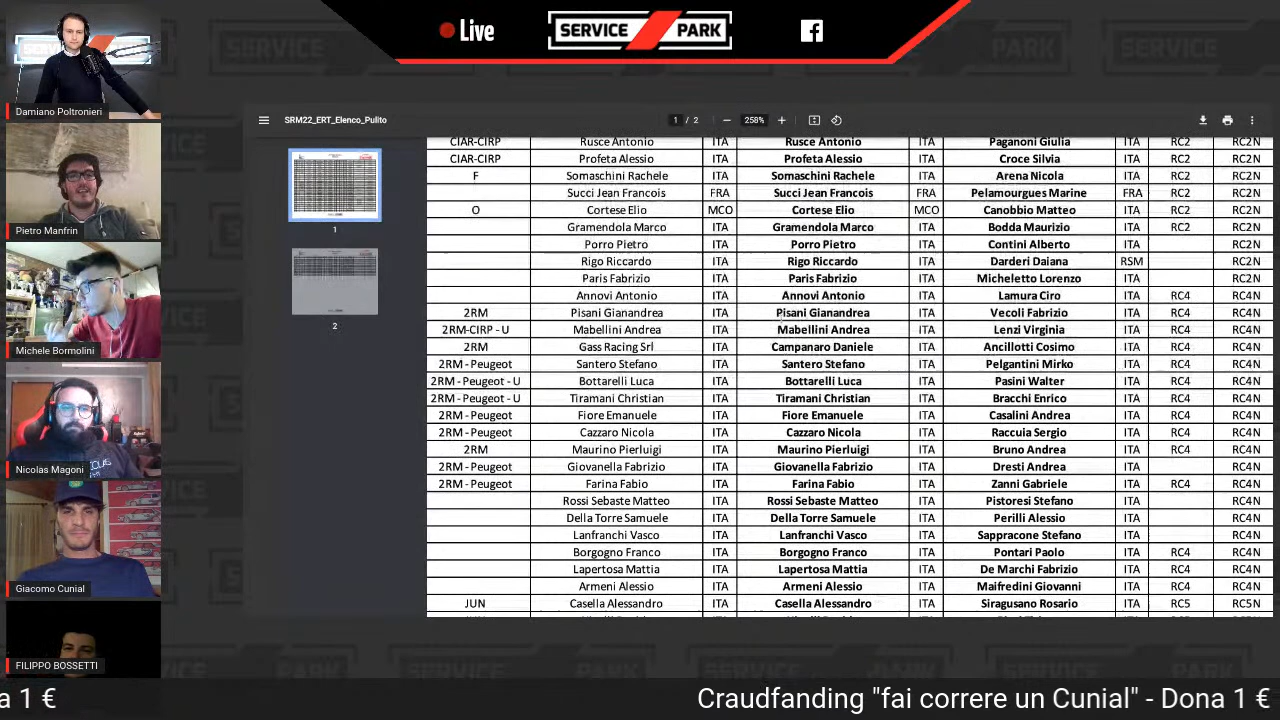 Live
SERVICE PARK
Damiano Poltronieri
Pietro Manfrin
Michele Bormolini
Nicolas Magoni
Giacomo Cunial
FILIPPO BOSSETTI
SRM22_ERT_Elenco_Pulito
1 / 2
258%
1
2
CIAR-CIRP Rusce Antonio ITA Rusce Antonio ITA Paganoni Giulia ITA RC2 RC2N
CIAR-CIRP Profeta Alessio ITA Profeta Alessio ITA Croce Silvia ITA RC2 RC2N
F Somaschini Rachele ITA Somaschini Rachele ITA Arena Nicola ITA RC2 RC2N
Succi Jean Francois FRA Succi Jean Francois FRA Pelamourgues Marine FRA RC2 RC2N
O Cortese Elio MCO Cortese Elio MCO Canobbio Matteo ITA RC2 RC2N
Gramendola Marco ITA Gramendola Marco ITA Bodda Maurizio ITA RC2 RC2N
Porro Pietro ITA Porro Pietro ITA Contini Alberto ITA RC2N
Rigo Riccardo ITA Rigo Riccardo ITA Darderi Daiana RSM RC2N
Paris Fabrizio ITA Paris Fabrizio ITA Micheletto Lorenzo ITA RC2N
Annovi Antonio ITA Annovi Antonio ITA Lamura Ciro ITA RC4 RC4N
2RM Pisani Gianandrea ITA Pisani Gianandrea ITA Vecoli Fabrizio ITA RC4 RC4N
2RM-CIRP - U Mabellini Andrea ITA Mabellini Andrea ITA Lenzi Virginia ITA RC4 RC4N
2RM Gass Racing Srl ITA Campanaro Daniele ITA Ancillotti Cosimo ITA RC4 RC4N
2RM - Peugeot Santero Stefano ITA Santero Stefano ITA Pelgantini Mirko ITA RC4 RC4N
2RM - Peugeot - U Bottarelli Luca ITA Bottarelli Luca ITA Pasini Walter ITA RC4 RC4N
2RM - Peugeot - U Tiramani Christian ITA Tiramani Christian ITA Bracchi Enrico ITA RC4 RC4N
2RM - Peugeot Fiore Emanuele ITA Fiore Emanuele ITA Casalini Andrea ITA RC4 RC4N
2RM - Peugeot Cazzaro Nicola ITA Cazzaro Nicola ITA Raccuia Sergio ITA RC4 RC4N
2RM Maurino Pierluigi ITA Maurino Pierluigi ITA Bruno Andrea ITA RC4 RC4N
2RM - Peugeot Giovanella Fabrizio ITA Giovanella Fabrizio ITA Dresti Andrea ITA RC4N
2RM - Peugeot Farina Fabio ITA Farina Fabio ITA Zanni Gabriele ITA RC4 RC4N
Rossi Sebaste Matteo ITA Rossi Sebaste Matteo ITA Pistoresi Stefano ITA RC4N
Della Torre Samuele ITA Della Torre Samuele ITA Perilli Alessio ITA RC4N
Lanfranchi Vasco ITA Lanfranchi Vasco ITA Sappracone Stefano ITA RC4N
Borgogno Franco ITA Borgogno Franco ITA Pontari Paolo ITA RC4 RC4N
Lapertosa Mattia ITA Lapertosa Mattia ITA De Marchi Fabrizio ITA RC4 RC4N
Armeni Alessio ITA Armeni Alessio ITA Maifredini Giovanni ITA RC4 RC4N
JUN Casella Alessandro ITA Casella Alessandro ITA Siragusano Rosario ITA RC5 RC5N
a 1 € Craudfanding "fai correre un Cunial" - Dona 1 €